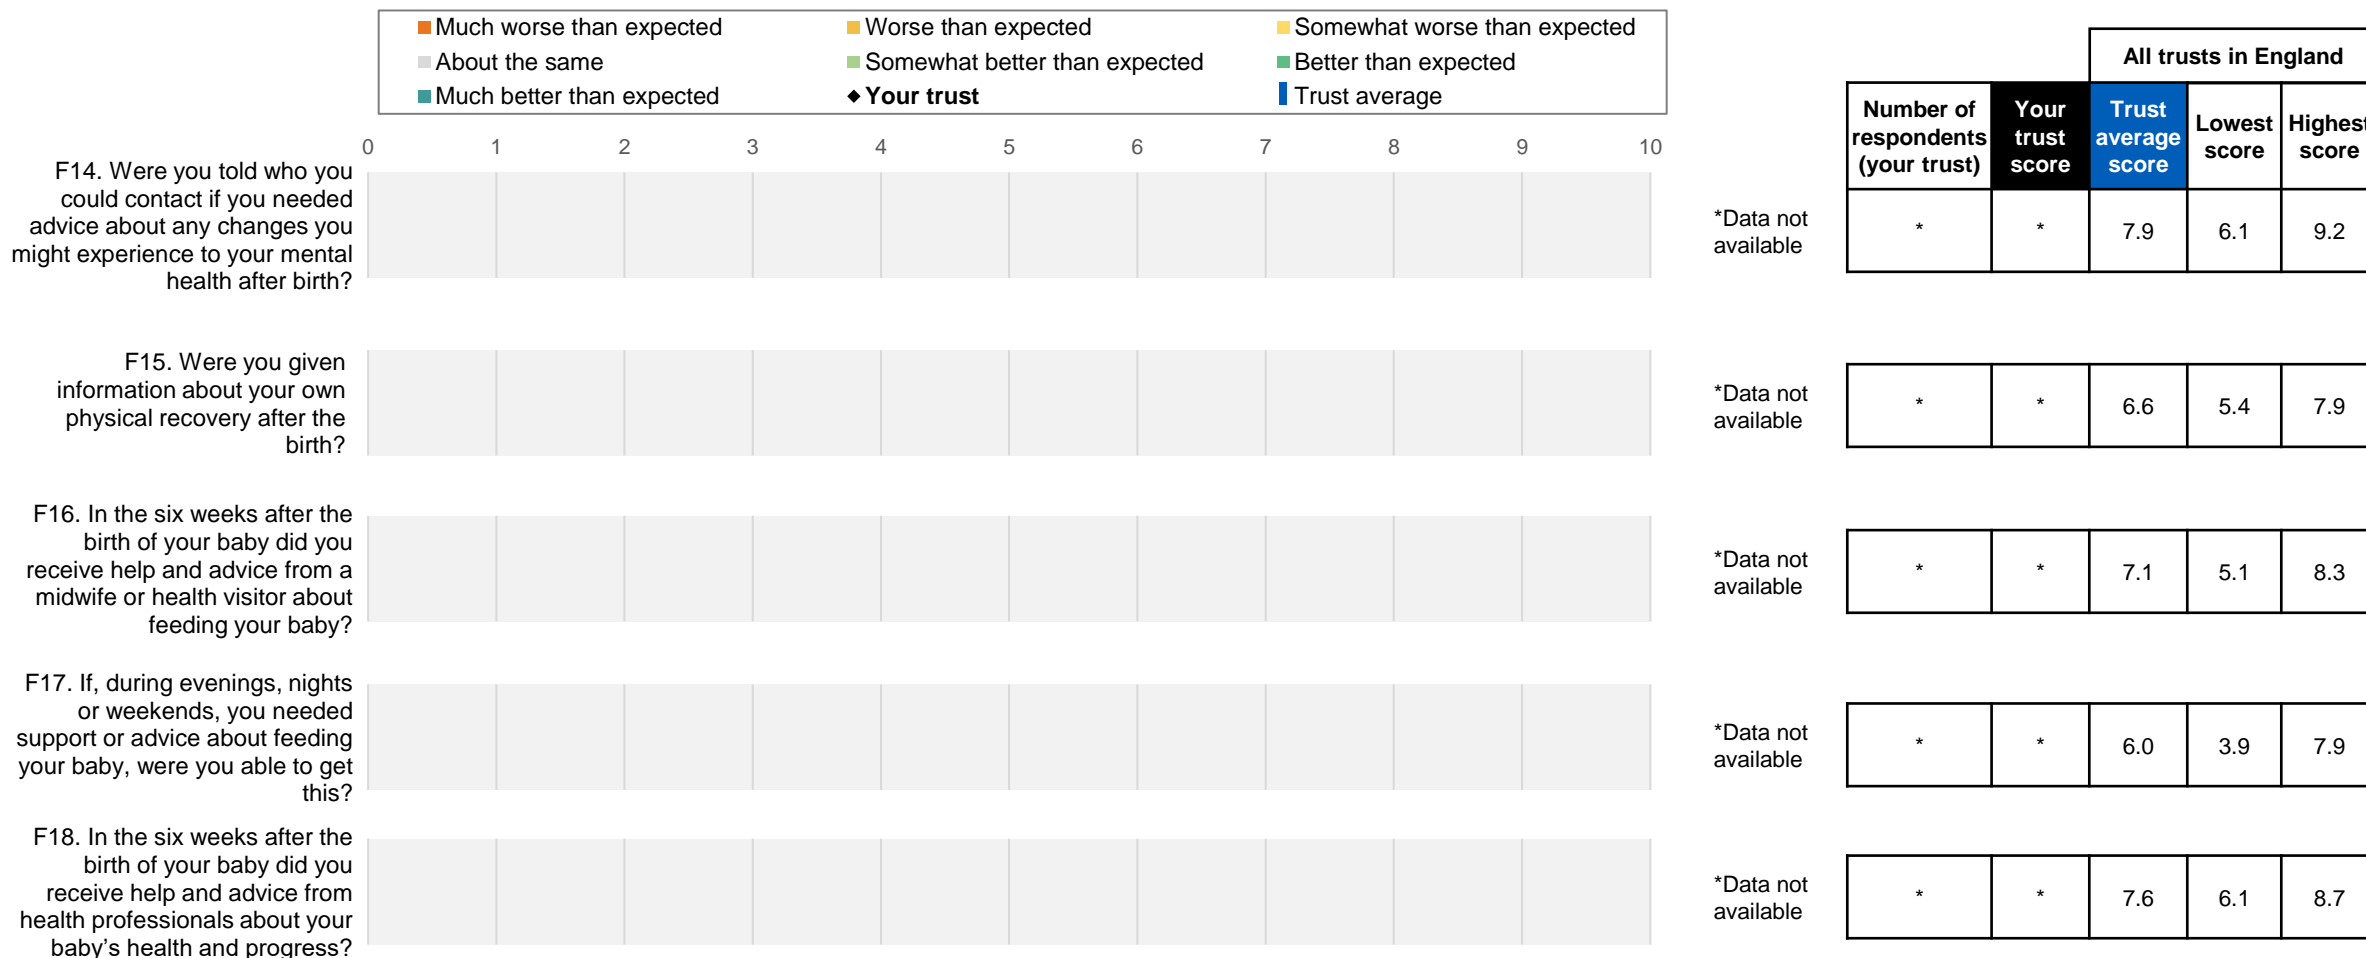 Much worse than expected
Worse than expected
Somewhat worse than expected
About the same
Somewhat better than expected
Better than expected
Much better than expected
Your trust
Trust average
All trusts in England
Number of
respondents
(your trust)
Your
trust
score
Trust
average
score
Lowest
score
Highest
score
0 1 2 3 4 5 6 7 8 9 10
F14. Were you told who you
could contact if you needed
advice about any changes you
might experience to your mental
health after birth?
*Data not
available
* * 7.9 6.1 9.2
F15. Were you given
information about your own
physical recovery after the
birth?
*Data not
available
* * 6.6 5.4 7.9
F16. In the six weeks after the
birth of your baby did you
receive help and advice from a
midwife or health visitor about
feeding your baby?
*Data not
available
* * 7.1 5.1 8.3
F17. If, during evenings, nights
or weekends, you needed
support or advice about feeding
your baby, were you able to get
this?
*Data not
available
* * 6.0 3.9 7.9
F18. In the six weeks after the
birth of your baby did you
receive help and advice from
health professionals about your
baby’s health and progress?
*Data not
available
* * 7.6 6.1 8.7